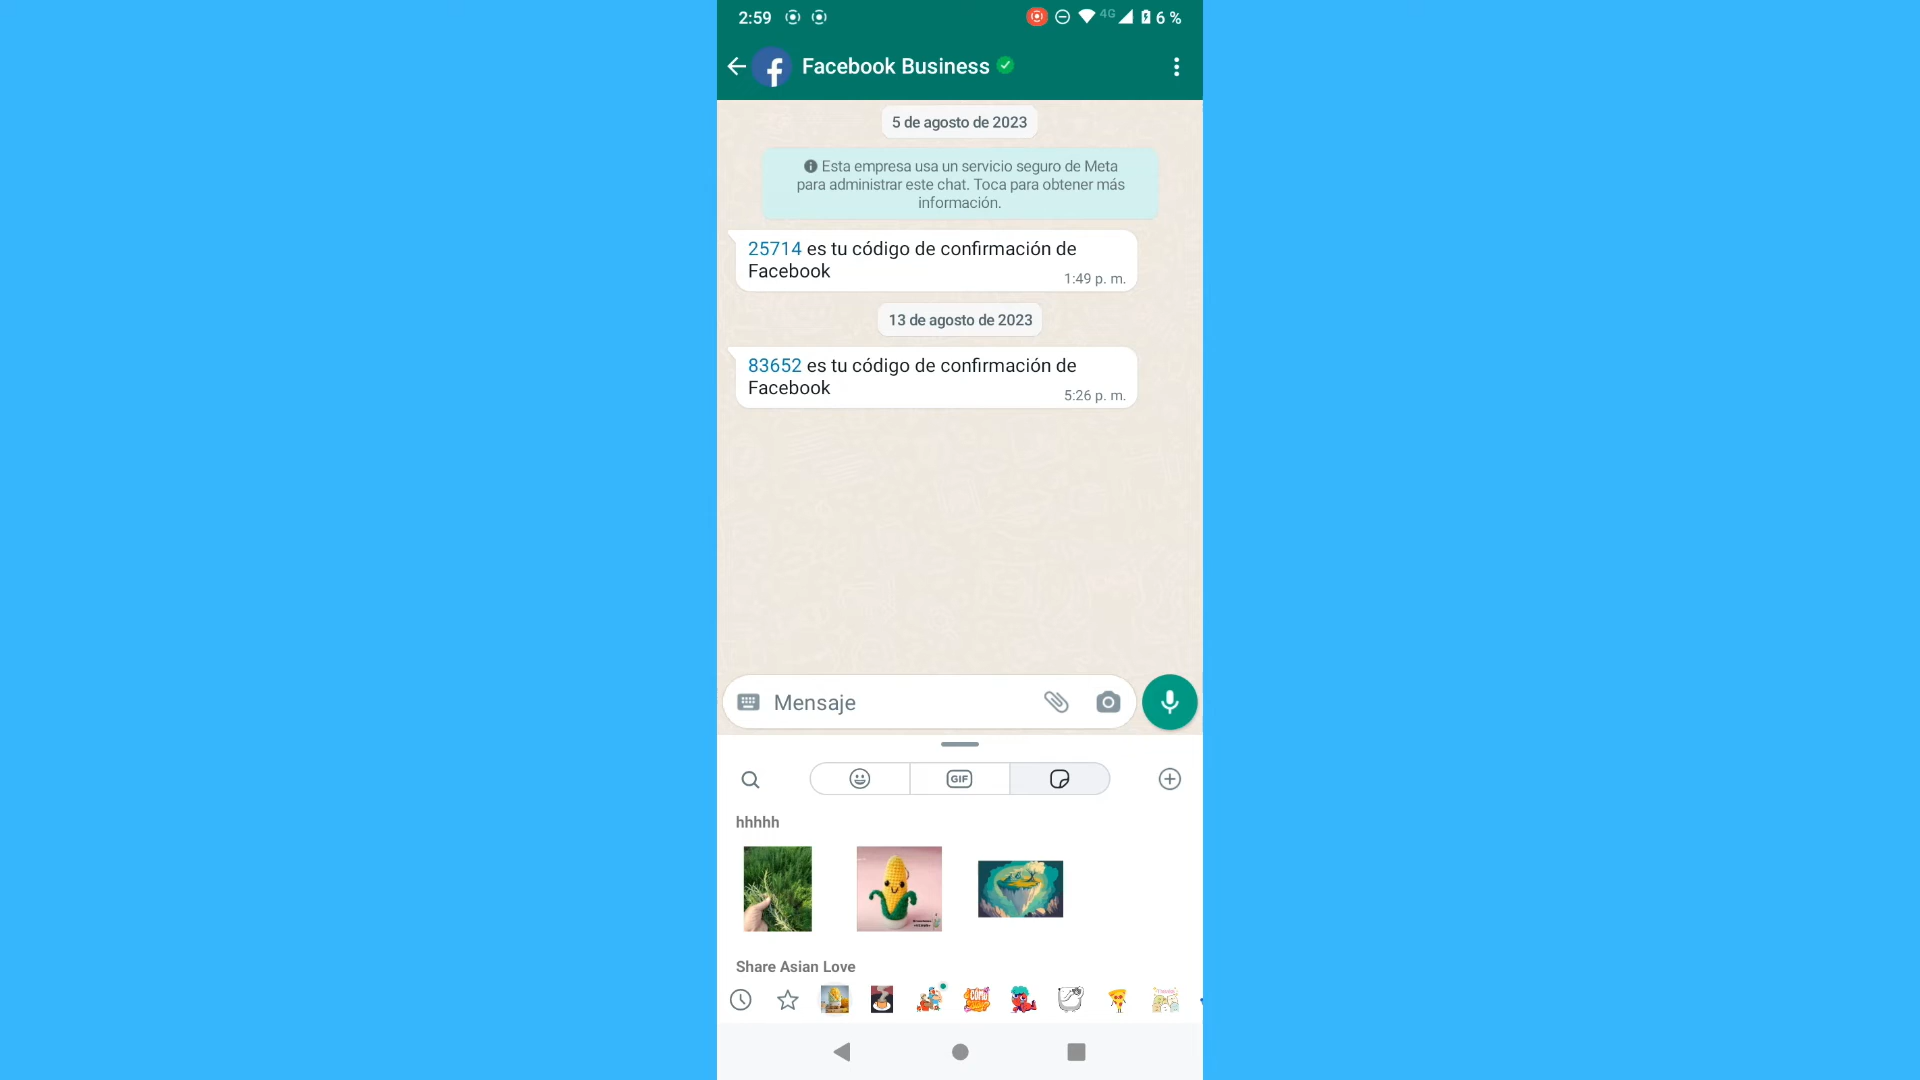 2:59
4G
6 %
Facebook Business
5 de agosto de 2023
Esta empresa usa un servicio seguro de Meta
para administrar este chat. Toca para obtener más
información.
25714 es tu código de confirmación de
Facebook
1:49 p. m.
13 de agosto de 2023
83652 es tu código de confirmación de
Facebook
5:26 p. m.
Mensaje
GIF
hhhhh
Share Asian Love